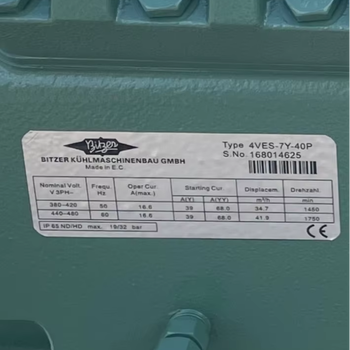 Bitzer
BITZER KÜHLMASCHINENBAU GMBH
Made in E.C.
Type 4VES-7Y-40P
S.No. 168014625
Nominal Volt. Frequ. Oper Cur Starting Cur Displacem. Drehzahl
V 3PH~ Hz A(max.) A(Y) A(YY) m³/h min
380-420 50 16.6 39 68.0 34.7 1450
440-480 60 16.6 39 68.0 41.9 1750
IP 65 ND/HD max. 19/32 bar
CE